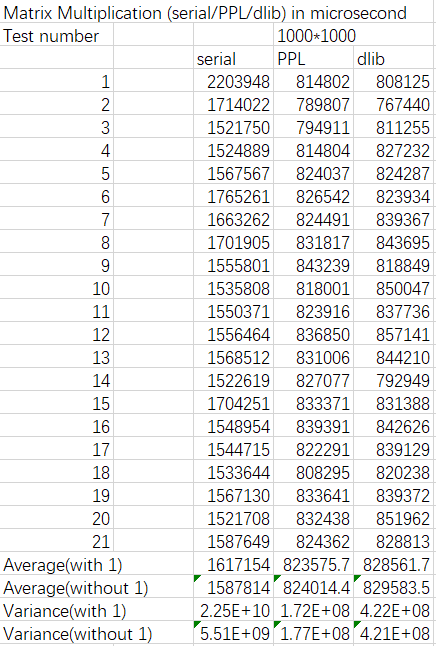 Matrix Multiplication (serial/PPL/dlib) in microsecond
Test number 1000*1000
serial PPL dlib
1 2203948 814802 808125
2 1714022 789807 767440
3 1521750 794911 811255
4 1524889 814804 827232
5 1567567 824037 824287
6 1765261 826542 823934
7 1663262 824491 839367
8 1701905 831817 843695
9 1555801 843239 818849
10 1535808 818001 850047
11 1550371 823916 837736
12 1556464 836850 857141
13 1568512 831006 844210
14 1522619 827077 792949
15 1704251 833371 831388
16 1548954 839391 842626
17 1544715 822291 839129
18 1533644 808295 820238
19 1567130 833641 839372
20 1521708 832438 851962
21 1587649 824362 828813
Average(with 1) 1617154 823575.7 828561.7
Average(without 1) 1587814 824014.4 829583.5
Variance(with 1) 2.25E+10 1.72E+08 4.22E+08
Variance(without 1) 5.51E+09 1.77E+08 4.21E+08